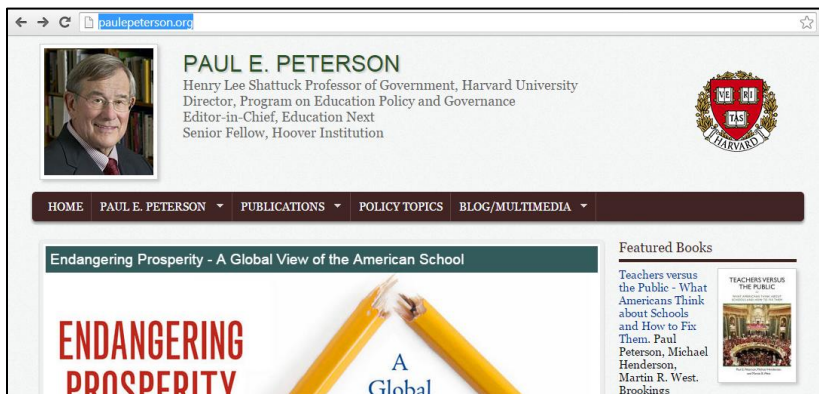 paulepeterson.org
PAUL E. PETERSON
Henry Lee Shattuck Professor of Government, Harvard University
Director, Program on Education Policy and Governance
Editor-in-Chief, Education Next
Senior Fellow, Hoover Institution
VE RI
TAS
HARVARD
HOME PAUL E. PETERSON PUBLICATIONS POLICY TOPICS BLOG/MULTIMEDIA
Endangering Prosperity - A Global View of the American School
ENDANGERING
PROSPERITY
A
Global
Featured Books
Teachers versus
the Public - What
Americans Think
about Schools
and How to Fix
Them. Paul
Peterson, Michael
Henderson,
Martin R. West.
Brookings
TEACHERS VERSUS
THE PUBLIC